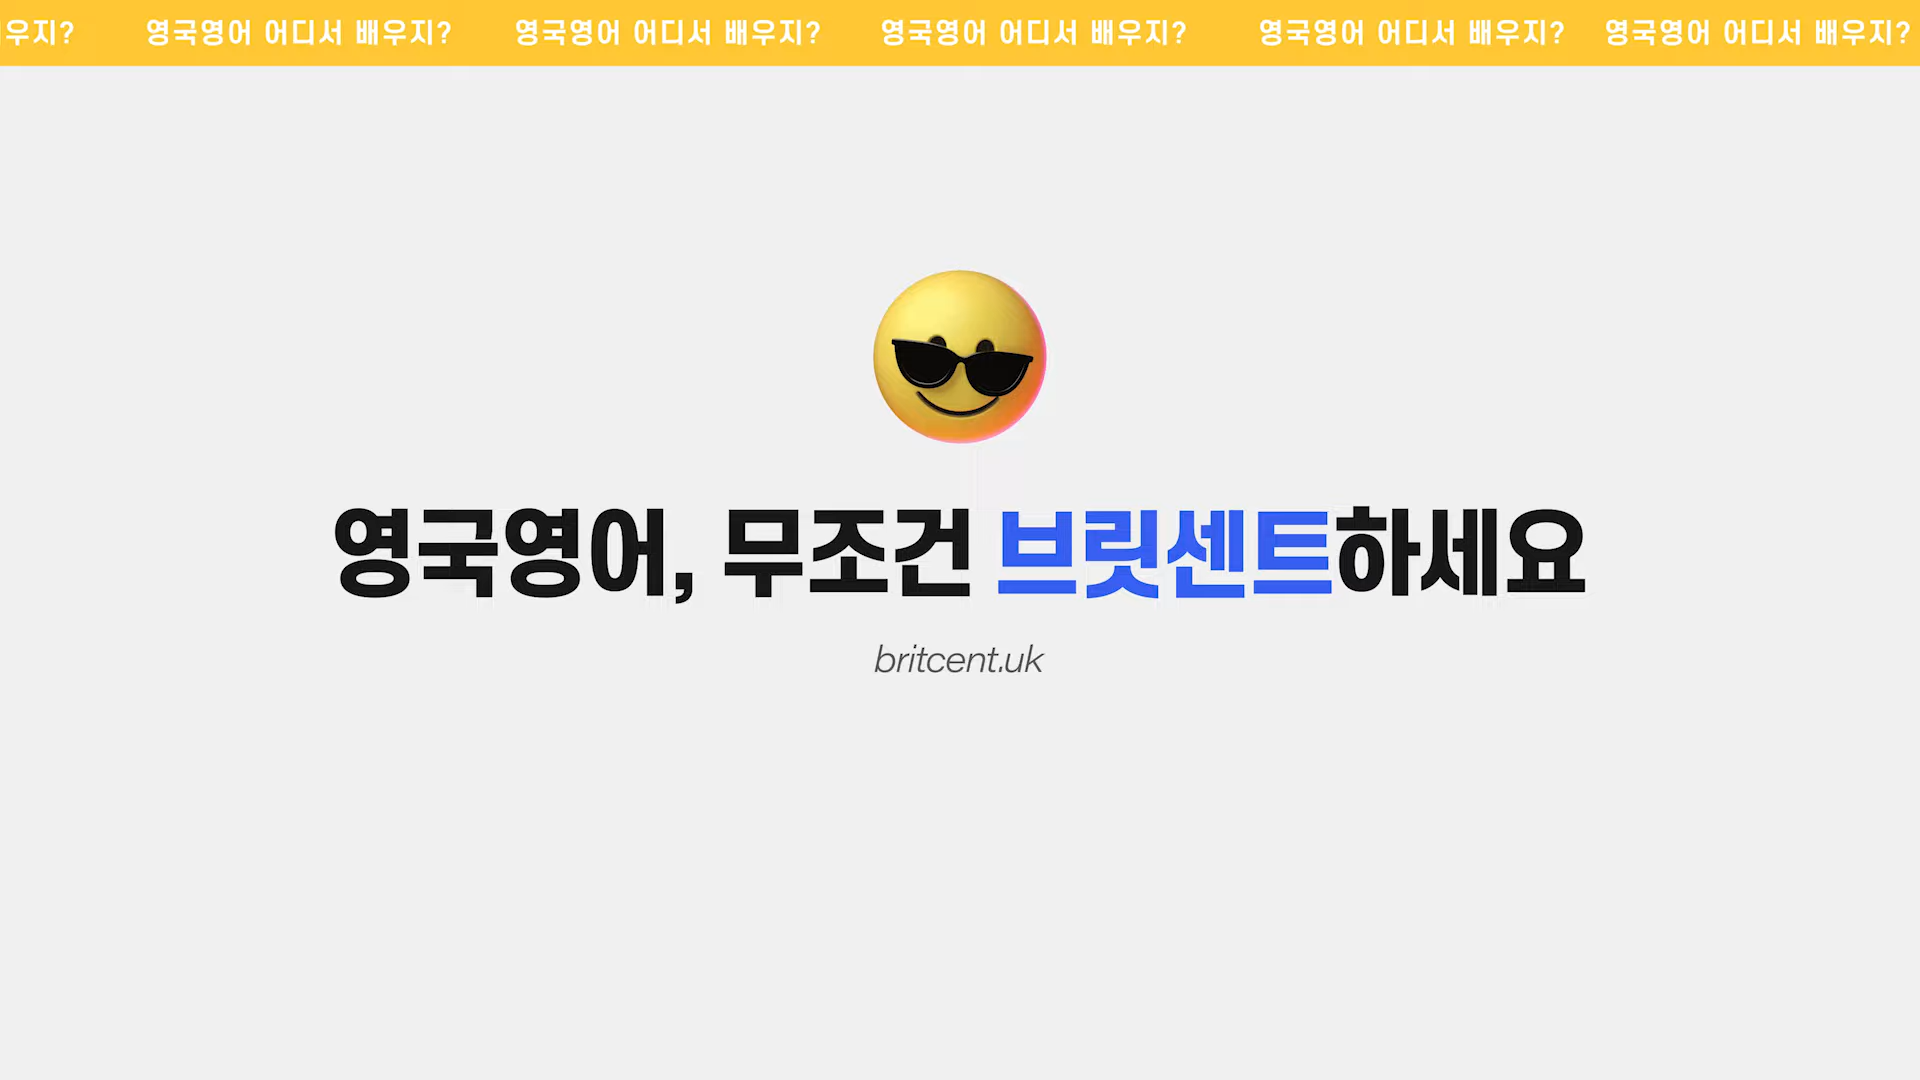 우지? 영국영어 어디서 배우지? 영국영어 어디서 배우지? 영국영어 어디서 배우지? 영국영어 어디서 배우지? 영국영어 어디서 배우지?
영국영어, 무조건 브릿센트하세요
britcent.uk